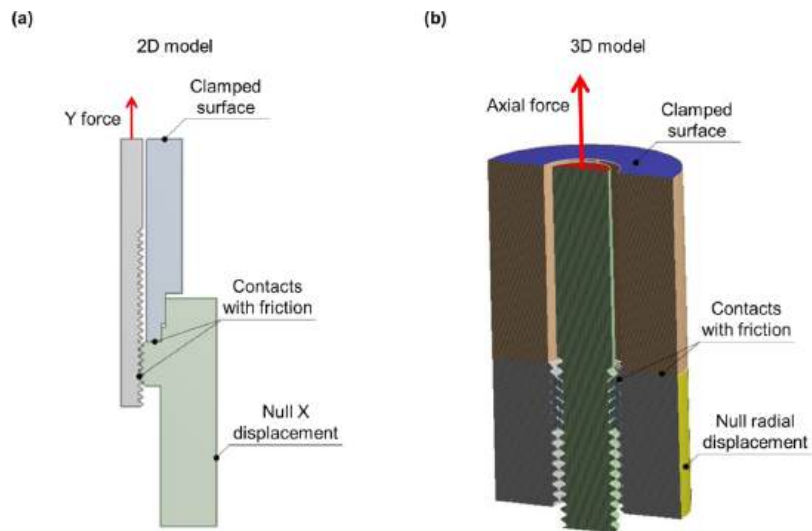 (a)
2D model
Clamped
surface
Y force
Contacts
with friction
Null X
displacement
(b)
3D model
Axial force
Clamped
surface
Contacts
with friction
Null radial
displacement